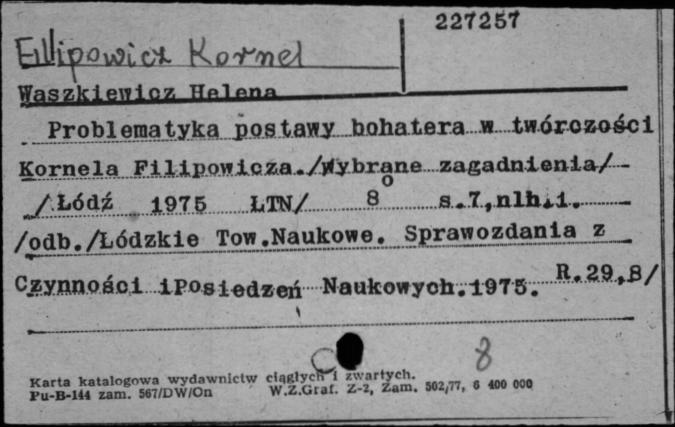 227257
Filipowicz Kornel
Waszkiewicz Helena
Problematyka postawy bohatera w twórczości
Kornela Filipowicza./Wybrane zagadnienia/
/Łódź 1975 ŁTN/ 8° s.7,nlb.1.
/odb./Łódzkie Tow.Naukowe. Sprawozdania z
Czynności iPosiedzeń Naukowych.1975. R.29,8/
8
Karta katalogowa wydawnictw ciągłych i zwartych.
Pu-B-144 zam. 567/DW/On W.Z.Graf. Z-2, Zam. 502/77, 6 400 000